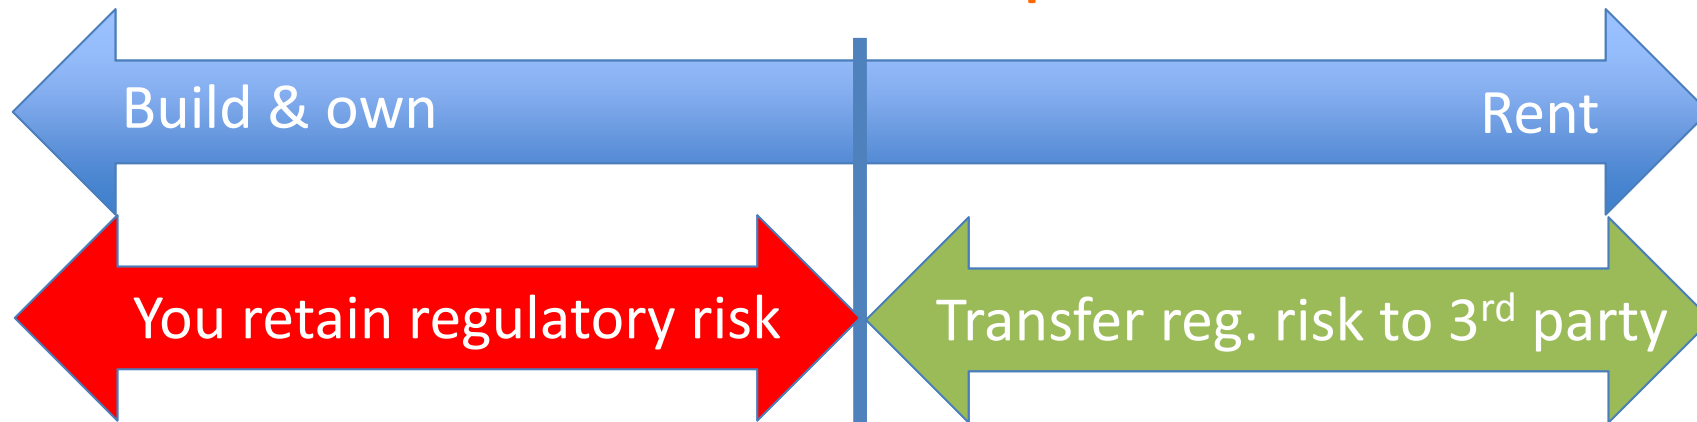 Build & own
Rent
You retain regulatory risk
Transfer reg. risk to 3rd party